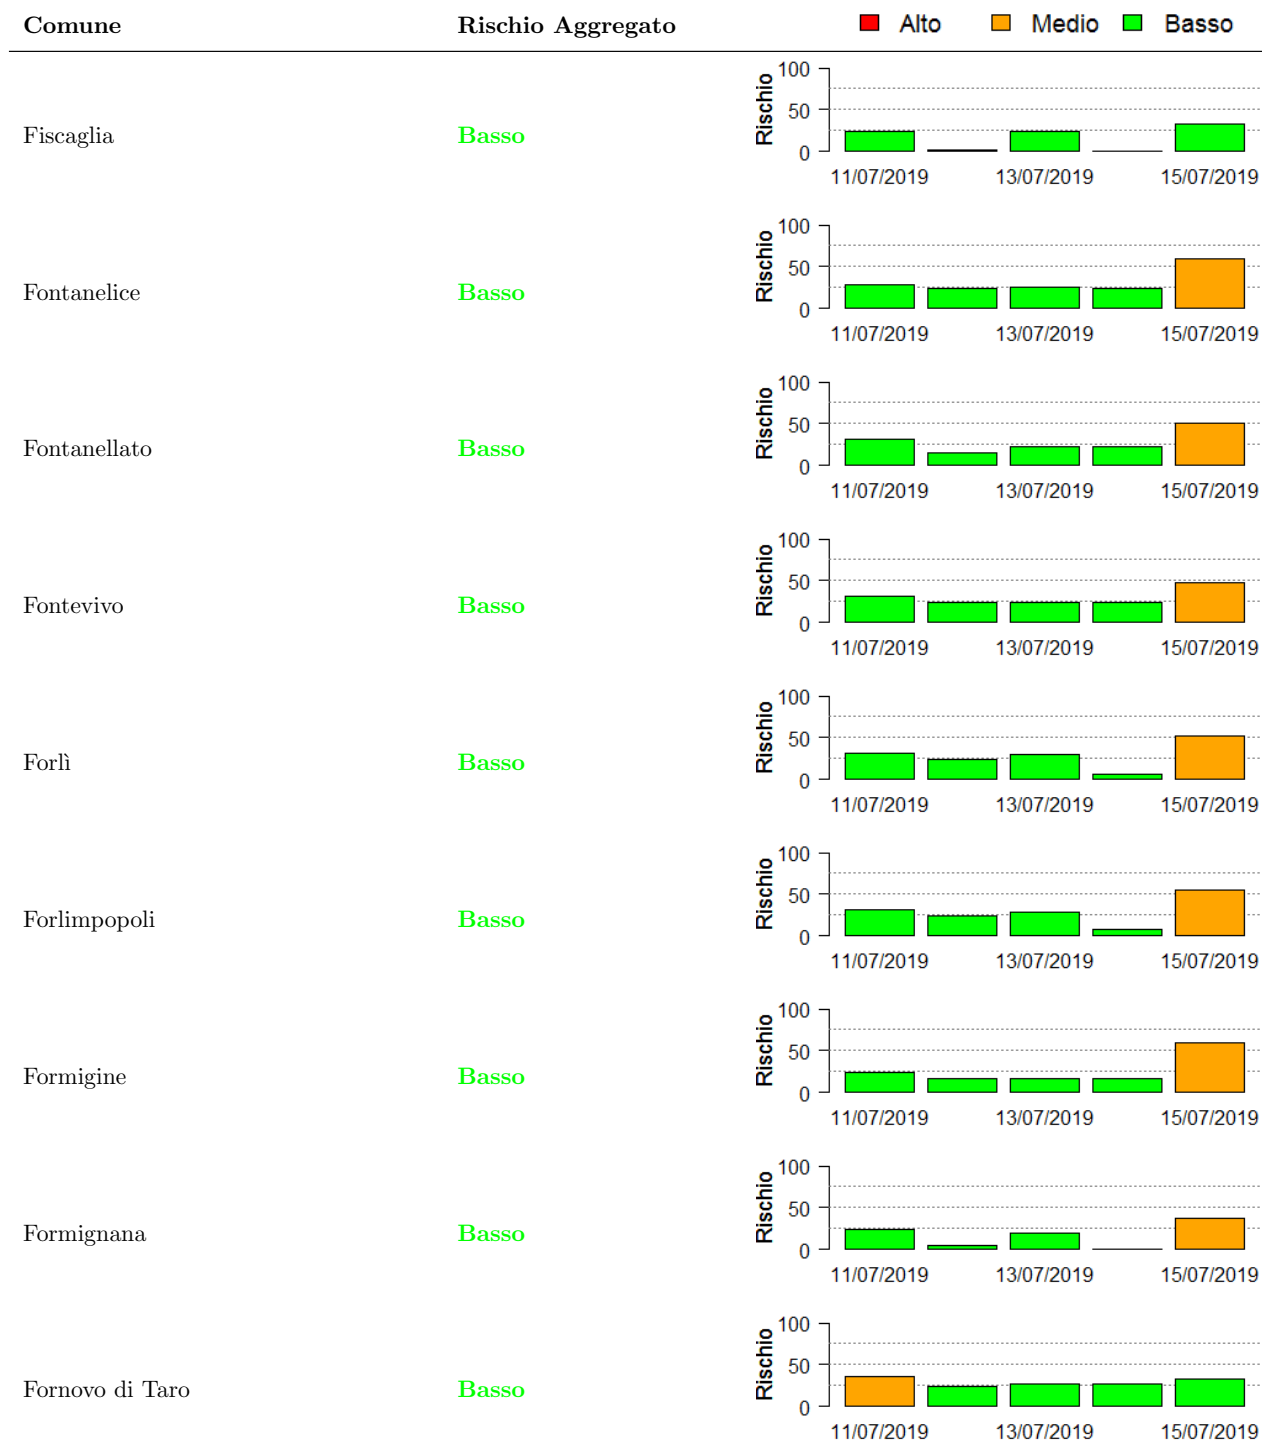 Comune Rischio Aggregato Alto Medio Basso
Fiscaglia Basso
Rischio
100
50
0
11/07/2019 13/07/2019 15/07/2019
Fontanelice Basso
Rischio
100
50
0
11/07/2019 13/07/2019 15/07/2019
Fontanellato Basso
Rischio
100
50
0
11/07/2019 13/07/2019 15/07/2019
Fontevivo Basso
Rischio
100
50
0
11/07/2019 13/07/2019 15/07/2019
Forlì Basso
Rischio
100
50
0
11/07/2019 13/07/2019 15/07/2019
Forlimpopoli Basso
Rischio
100
50
0
11/07/2019 13/07/2019 15/07/2019
Formigine Basso
Rischio
100
50
0
11/07/2019 13/07/2019 15/07/2019
Formignana Basso
Rischio
100
50
0
11/07/2019 13/07/2019 15/07/2019
Fornovo di Taro Basso
Rischio
100
50
0
11/07/2019 13/07/2019 15/07/2019